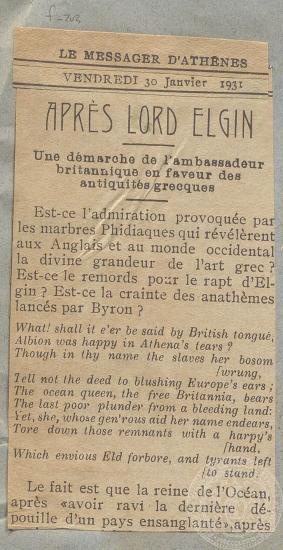 f-203
LE MESSAGER D'ATHÈNES
VENDREDI 30 Janvier 1931
APRÈS LORD ELGIN
Une démarche de l'ambassadeur
britannique en faveur des
antiquités grecques
Est-ce l'admiration provoquée par
les marbres Phidiaques qui révélèrent
aux Anglais et au monde occidental
la divine grandeur de l'art grec ?
Est-ce le remords pour le rapt d'El-
gin ? Est-ce la crainte des anathèmes
lancés par Byron ?
What! shall it e'er be said by British tongue,
Albion was happy in Athena's tears ?
Though in thy name the slaves her bosom
[wrung,
Tell not the deed to blushing Europe's ears ;
The ocean queen, the free Britannia, bears
The last poor plunder from a bleeding land:
Yet, she, whose gen'rous aid her name endears,
Tore down those remnants with a harpy's
[hand,
Which envious Eld forbore, and tyrants left
[to stand.
Le fait est que la reine de l'Océan,
après «avoir ravi la dernière dé-
pouille d'un pays ensanglanté», après